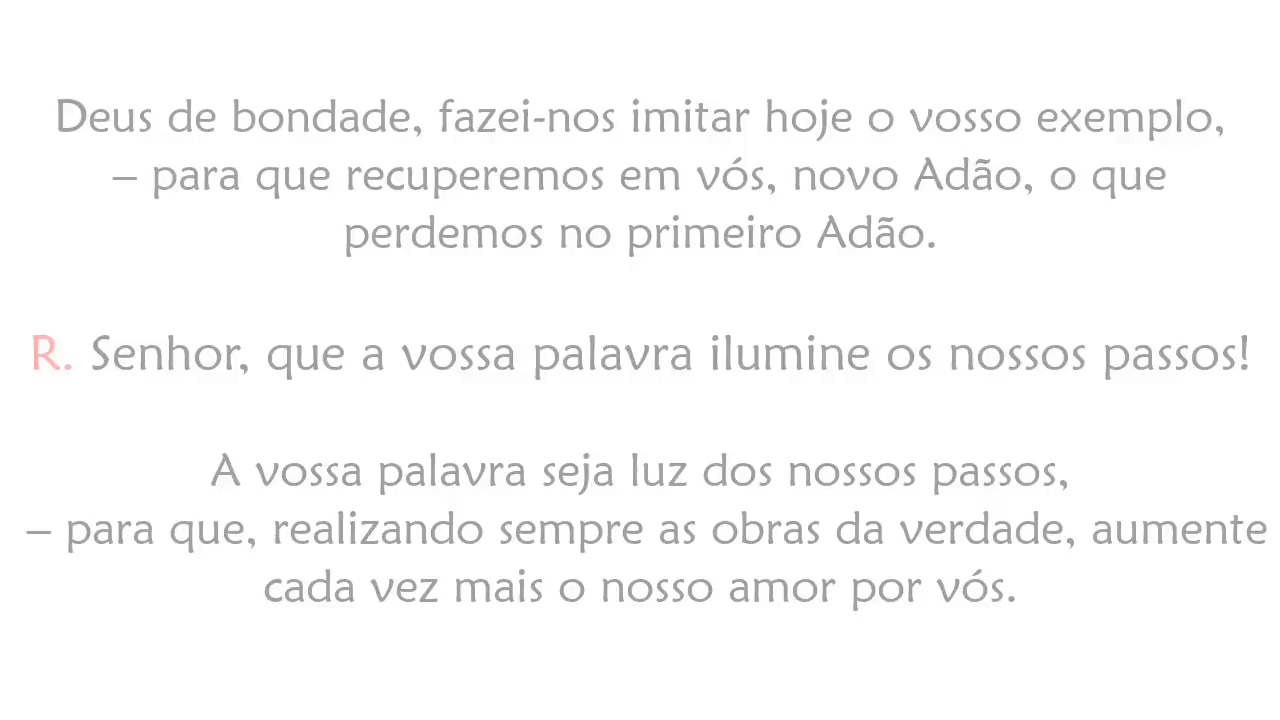 Deus de bondade, fazei-nos imitar hoje o vosso exemplo,
– para que recuperemos em vós, novo Adão, o que
perdemos no primeiro Adão.
R. Senhor, que a vossa palavra ilumine os nossos passos!
A vossa palavra seja luz dos nossos passos,
– para que, realizando sempre as obras da verdade, aumente
cada vez mais o nosso amor por vós.